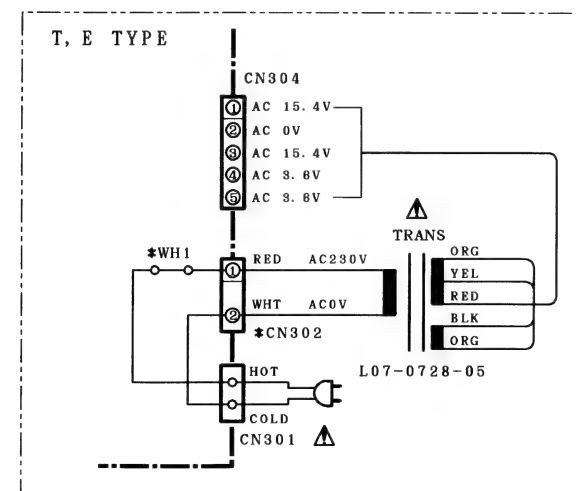 T, E TYPE
CN304
① AC 15.4V
② AC 0V
③ AC 15.4V
④ AC 3.6V
⑤ AC 3.6V
TRANS
*WH1
① RED AC230V
② WHT AC0V
*CN302
ORG
YEL
RED
BLK
ORG
L07-0728-05
HOT
COLD
CN301